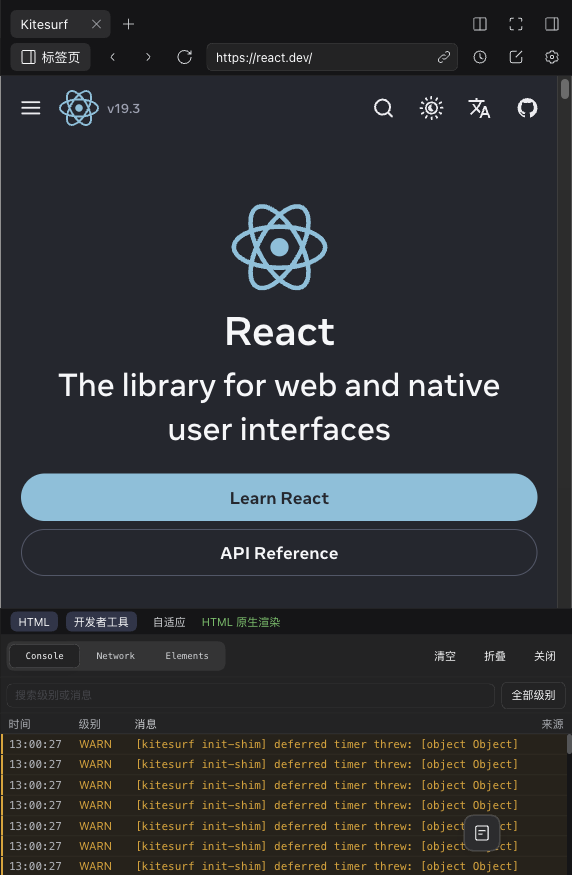 Kitesurf
标签页
https://react.dev/
v19.3
React
The library for web and native
user interfaces
Learn React
API Reference
HTML 开发者工具 自适应 HTML 原生渲染
Console Network Elements 清空 折叠 关闭
搜索级别或消息 全部级别
时间 级别 消息 来源
13:00:27 WARN [kitesurf init-shim] deferred timer threw: [object Object]
13:00:27 WARN [kitesurf init-shim] deferred timer threw: [object Object]
13:00:27 WARN [kitesurf init-shim] deferred timer threw: [object Object]
13:00:27 WARN [kitesurf init-shim] deferred timer threw: [object Object]
13:00:27 WARN [kitesurf init-shim] deferred timer threw: [object Object]
13:00:27 WARN [kitesurf init-shim] deferred timer threw: [object Object]
13:00:27 WARN [kitesurf init-shim] deferred timer threw: [object Object]